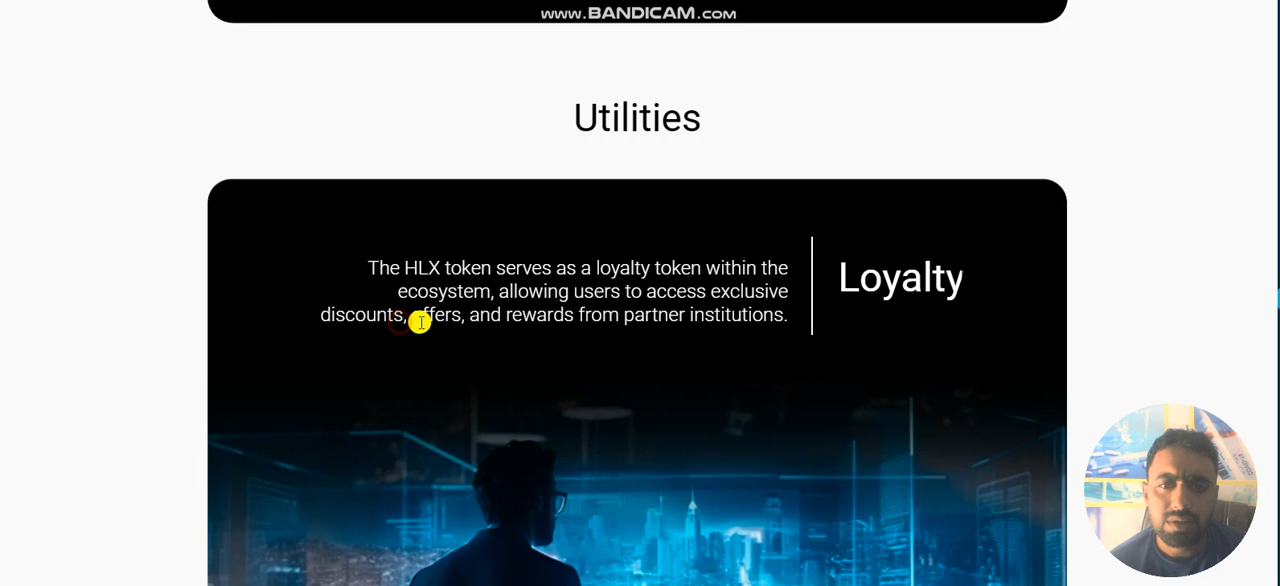 www.BANDICAM.com
Utilities
The HLX token serves as a loyalty token within the
ecosystem, allowing users to access exclusive
discounts, offers, and rewards from partner institutions.
Loyalty